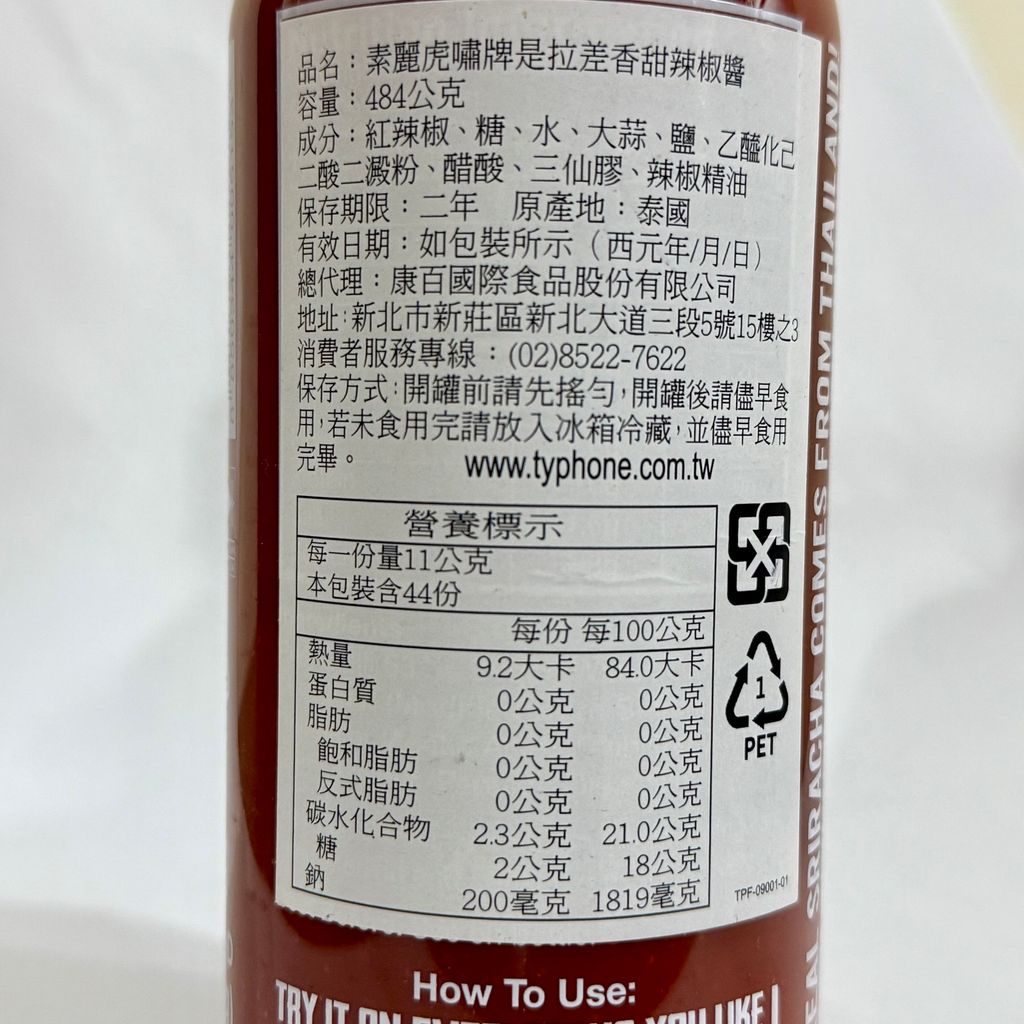 品名：素麗虎嘯牌是拉差香甜辣椒醬
容量：484公克
成分：紅辣椒、糖、水、大蒜、鹽、乙醯化己
二酸二澱粉、醋酸、三仙膠、辣椒精油
保存期限：二年　原產地：泰國
有效日期：如包裝所示（西元年/月/日）
總代理：康百國際食品股份有限公司
地址:新北市新莊區新北大道三段5號15樓之3
消費者服務專線：(02)8522-7622
保存方式:開罐前請先搖勻,開罐後請儘早食
用,若未食用完請放入冰箱冷藏,並儘早食用
完畢。
www.typhone.com.tw
營養標示
每一份量11公克
本包裝含44份
每份 每100公克
熱量 9.2大卡 84.0大卡
蛋白質 0公克 0公克
脂肪 0公克 0公克
飽和脂肪 0公克 0公克
反式脂肪 0公克 0公克
碳水化合物 2.3公克 21.0公克
糖 2公克 18公克
鈉 200毫克 1819毫克
1
PET
TPF-09001-01
SRIRACHA COMES FROM THAILAND!
How To Use:
TRY IT ON
YOU LIKE